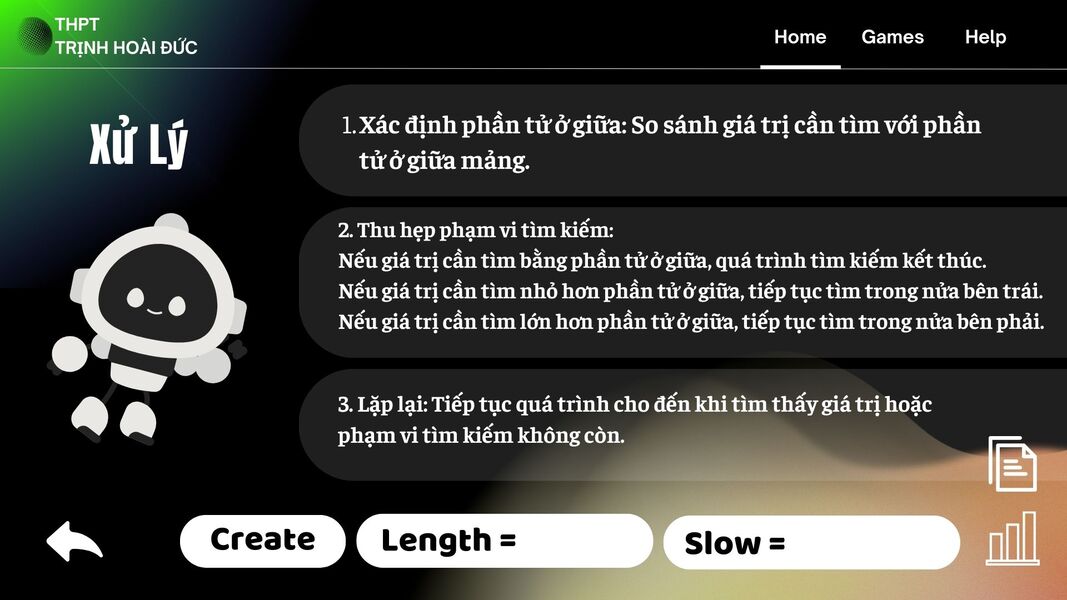 THPT
TRỊNH HOÀI ĐỨC
Home
Games
Help
Xử Lý
1. Xác định phần tử ở giữa: So sánh giá trị cần tìm với phần
tử ở giữa mảng.
2. Thu hẹp phạm vi tìm kiếm:
Nếu giá trị cần tìm bằng phần tử ở giữa, quá trình tìm kiếm kết thúc.
Nếu giá trị cần tìm nhỏ hơn phần tử ở giữa, tiếp tục tìm trong nửa bên trái.
Nếu giá trị cần tìm lớn hơn phần tử ở giữa, tiếp tục tìm trong nửa bên phải.
3. Lặp lại: Tiếp tục quá trình cho đến khi tìm thấy giá trị hoặc
phạm vi tìm kiếm không còn.
Create
Length =
Slow =